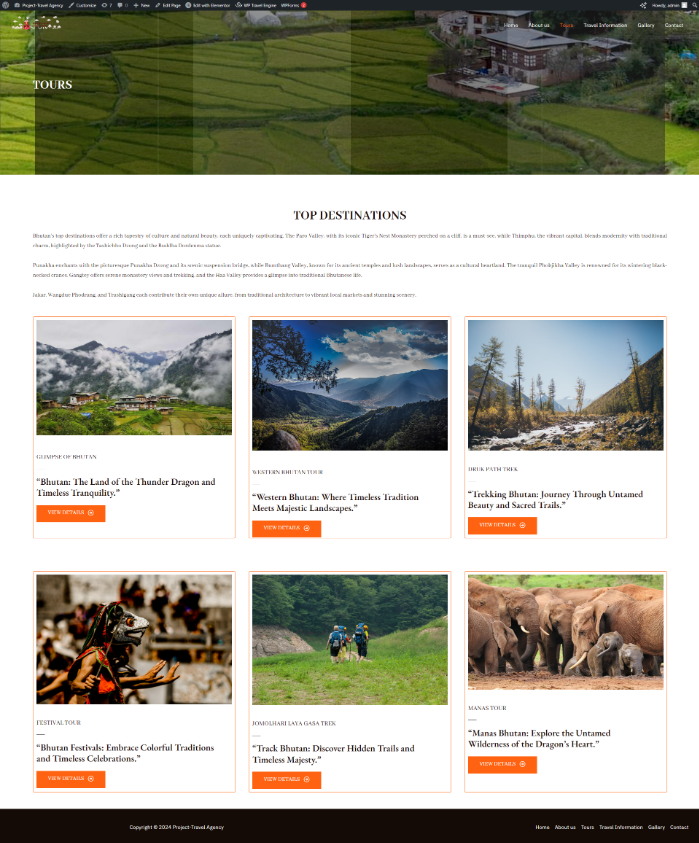 Project-Travel Agency Customize 7 0 New Edit Page Edit with Elementor WP Travel Engine WPForms Howdy, admin
Home About us Tours Travel Information Gallery Contact
TOURS
TOP DESTINATIONS
Bhutan's top destinations offer a rich tapestry of culture and natural beauty, each uniquely captivating. The Paro Valley, with its iconic Tiger's Nest Monastery perched on a cliff, is a must-see, while Thimphu, the vibrant capital, blends modernity with traditional
charm, highlighted by the Tashichho Dzong and the Buddha Dordenma statue.
Punakha enchants with the picturesque Punakha Dzong and its scenic suspension bridge, while Bumthang Valley, known for its ancient temples and lush landscapes, serves as a cultural heartland. The tranquil Phobjikha Valley is renowned for its wintering black-
necked cranes. Gangtey offers serene monastery views and trekking, and the Haa Valley provides a glimpse into traditional Bhutanese life.
Jakar, Wangdue Phodrang, and Trashigang each contribute their own unique allure, from traditional architecture to vibrant local markets and stunning scenery.
GLIMPSE OF BHUTAN
“Bhutan: The Land of the Thunder Dragon and
Timeless Tranquility.”
VIEW DETAILS
WESTERN BHUTAN TOUR
“Western Bhutan: Where Timeless Tradition
Meets Majestic Landscapes.”
VIEW DETAILS
DRUK PATH TREK
“Trekking Bhutan: Journey Through Untamed
Beauty and Sacred Trails.”
VIEW DETAILS
FESTIVAL TOUR
“Bhutan Festivals: Embrace Colorful Traditions
and Timeless Celebrations.”
VIEW DETAILS
JOMOLHARI LAYA GASA TREK
“Track Bhutan: Discover Hidden Trails and
Timeless Majesty.”
VIEW DETAILS
MANAS TOUR
“Manas Bhutan: Explore the Untamed
Wilderness of the Dragon's Heart.”
VIEW DETAILS
Copyright © 2024 Project-Travel Agency
Home About us Tours Travel Information Gallery Contact